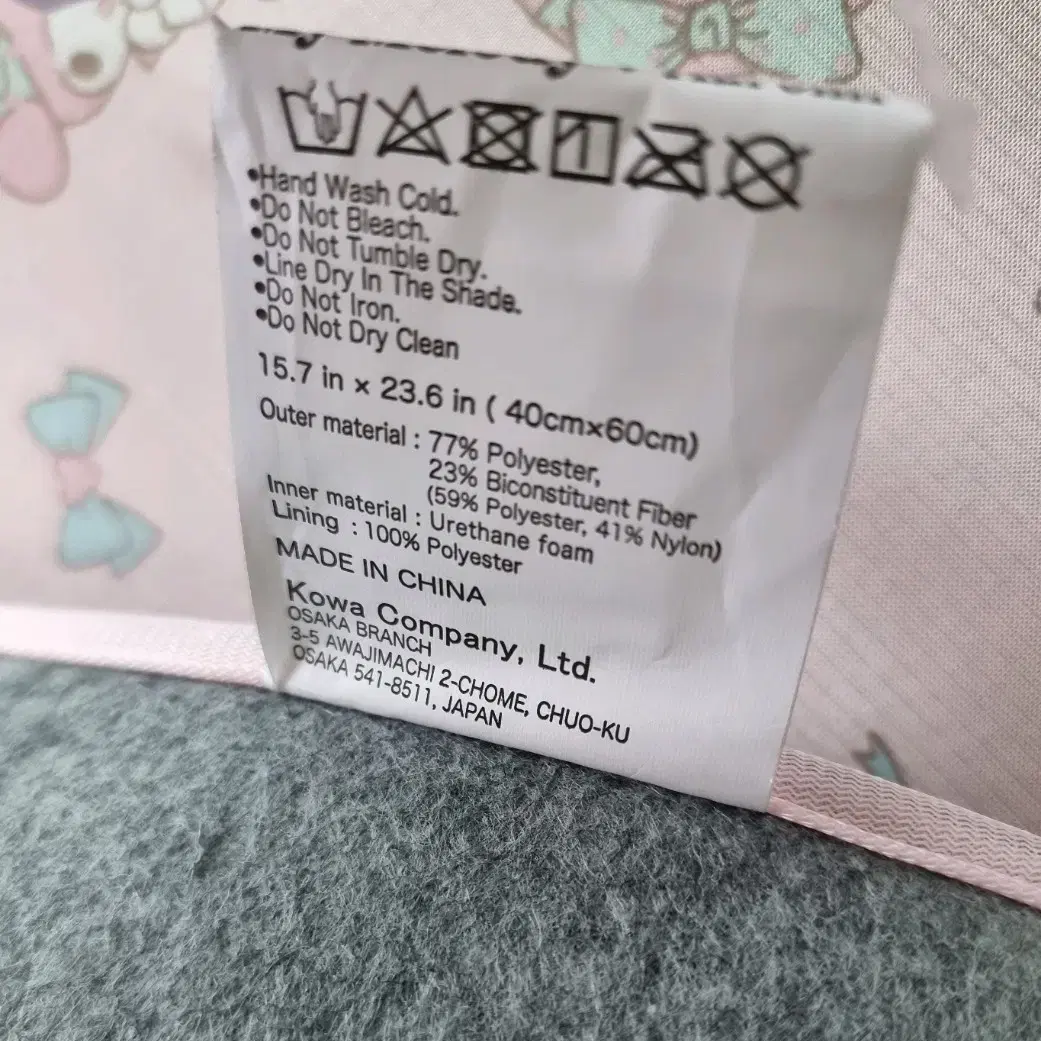 My Melody
•Hand Wash Cold.
•Do Not Bleach.
•Do Not Tumble Dry.
•Line Dry In The Shade.
•Do Not Iron.
•Do Not Dry Clean
15.7 in × 23.6 in ( 40cm×60cm)
Outer material : 77% Polyester,
23% Biconstituent Fiber
(59% Polyester, 41% Nylon)
Inner material : Urethane foam
Lining : 100% Polyester
MADE IN CHINA
Kowa Company, Ltd.
OSAKA BRANCH
3-5 AWAJIMACHI 2-CHOME, CHUO-KU
OSAKA 541-8511, JAPAN